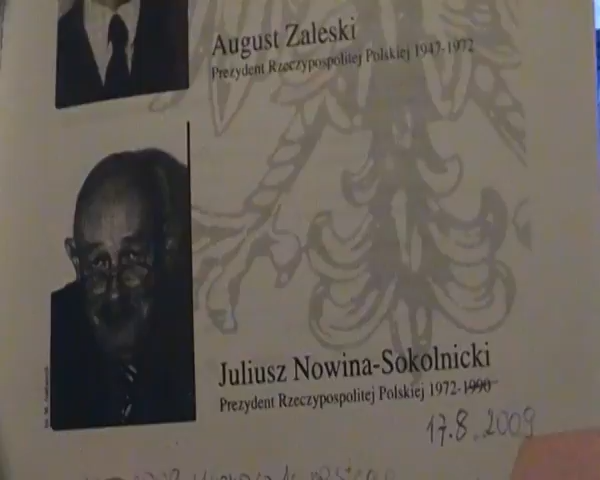 August Zaleski
Prezydent Rzeczypospolitej Polskiej 1947-1972
Juliusz Nowina-Sokolnicki
Prezydent Rzeczypospolitej Polskiej 1972-1990
17.8.2009